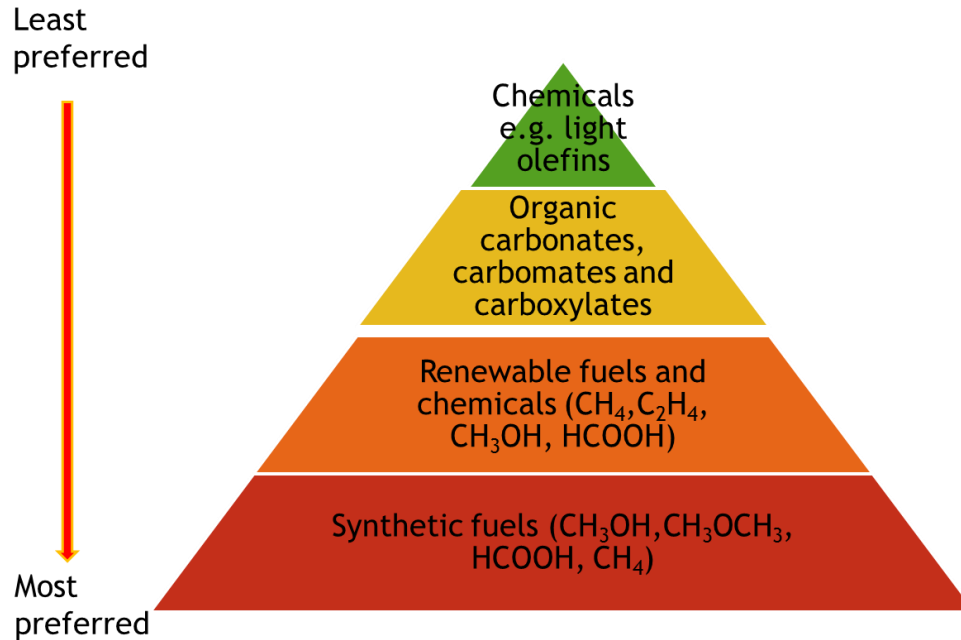 Least
preferred
Chemicals
e.g. light
olefins
Organic
carbonates,
carbomates and
carboxylates
Renewable fuels and
chemicals (CH₄,C₂H₄,
CH₃OH, HCOOH)
Synthetic fuels (CH₃OH,CH₃OCH₃,
HCOOH, CH₄)
Most
preferred